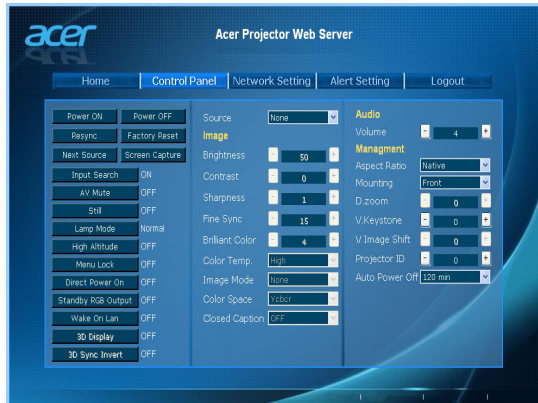 acer
Acer Projector Web Server
Home Control Panel Network Setting Alert Setting Logout
Power ON Power OFF
Resync Factory Reset
Next Source Screen Capture
Input Search ON
AV Mute OFF
Still OFF
Lamp Mode Normal
High Altitude OFF
Menu Lock OFF
Direct Power On OFF
Standby RGB Output OFF
Wake On Lan OFF
3D Display OFF
3D Sync Invert OFF
Source None
Image
Brightness - 50 +
Contrast - 0 +
Sharpness - 1 +
Fine Sync - 15 +
Brilliant Color - 4 +
Color Temp. High
Image Mode None
Color Space Ycbcr
Closed Caption OFF
Audio
Volume - 4 +
Managment
Aspect Ratio Native
Mounting Front
D.zoom - 0 +
V.Keystone - 0 +
V Image Shift - 0 +
Projector ID - 0 +
Auto Power Off 120 min